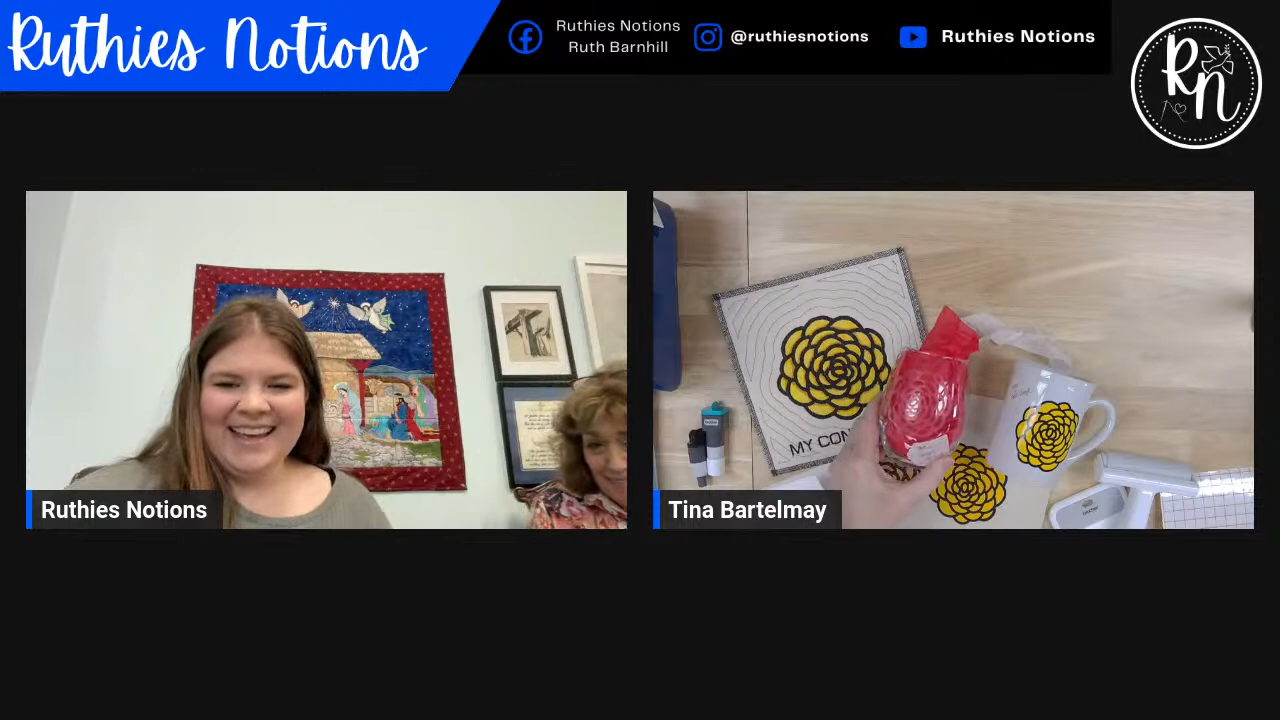 Ruthies Notions
Ruthies Notions
Ruth Barnhill
@ruthiesnotions
Ruthies Notions
RN
MY CON
Ruthies Notions
Tina Bartelmay